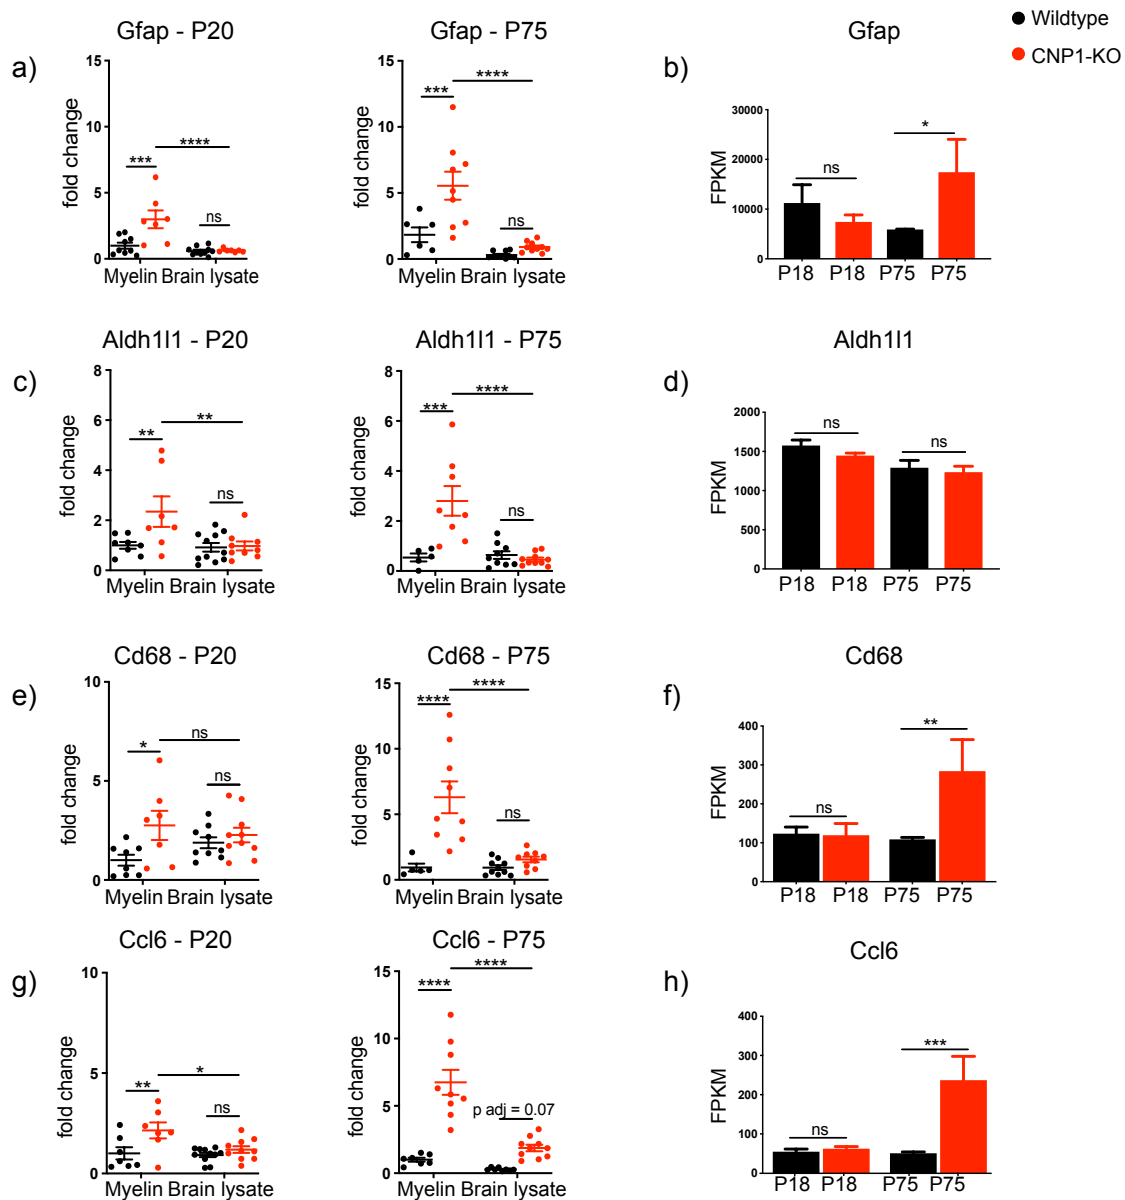 Wildtype
CNP1-KO
Gfap - P20
Gfap - P75
Gfap
a)
b)
fold change
15
10
5
0
***
****
ns
Myelin Brain lysate
fold change
15
10
5
0
***
****
ns
Myelin Brain lysate
FPKM
30000
20000
10000
0
ns
*
P18 P18 P75 P75
Aldh1l1 - P20
Aldh1l1 - P75
Aldh1l1
c)
d)
fold change
8
6
4
2
0
**
**
ns
Myelin Brain lysate
fold change
8
6
4
2
0
***
****
ns
Myelin Brain lysate
FPKM
2000
1500
1000
500
0
ns
ns
P18 P18 P75 P75
Cd68 - P20
Cd68 - P75
Cd68
e)
f)
fold change
10
5
0
*
ns
ns
Myelin Brain lysate
fold change
15
10
5
0
****
****
ns
Myelin Brain lysate
FPKM
400
300
200
100
0
ns
**
P18 P18 P75 P75
Ccl6 - P20
Ccl6 - P75
Ccl6
g)
h)
fold change
10
5
0
**
*
ns
Myelin Brain lysate
fold change
15
10
5
0
****
****
p adj = 0.07
Myelin Brain lysate
FPKM
400
300
200
100
0
ns
***
P18 P18 P75 P75